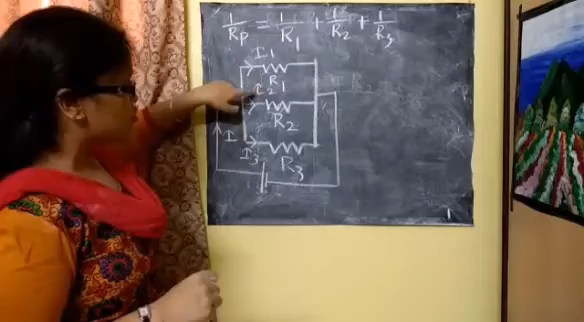 1/Rp = 1/R1 + 1/R2 + 1/R3
I1
R1
I2
R2
I
I3
R3